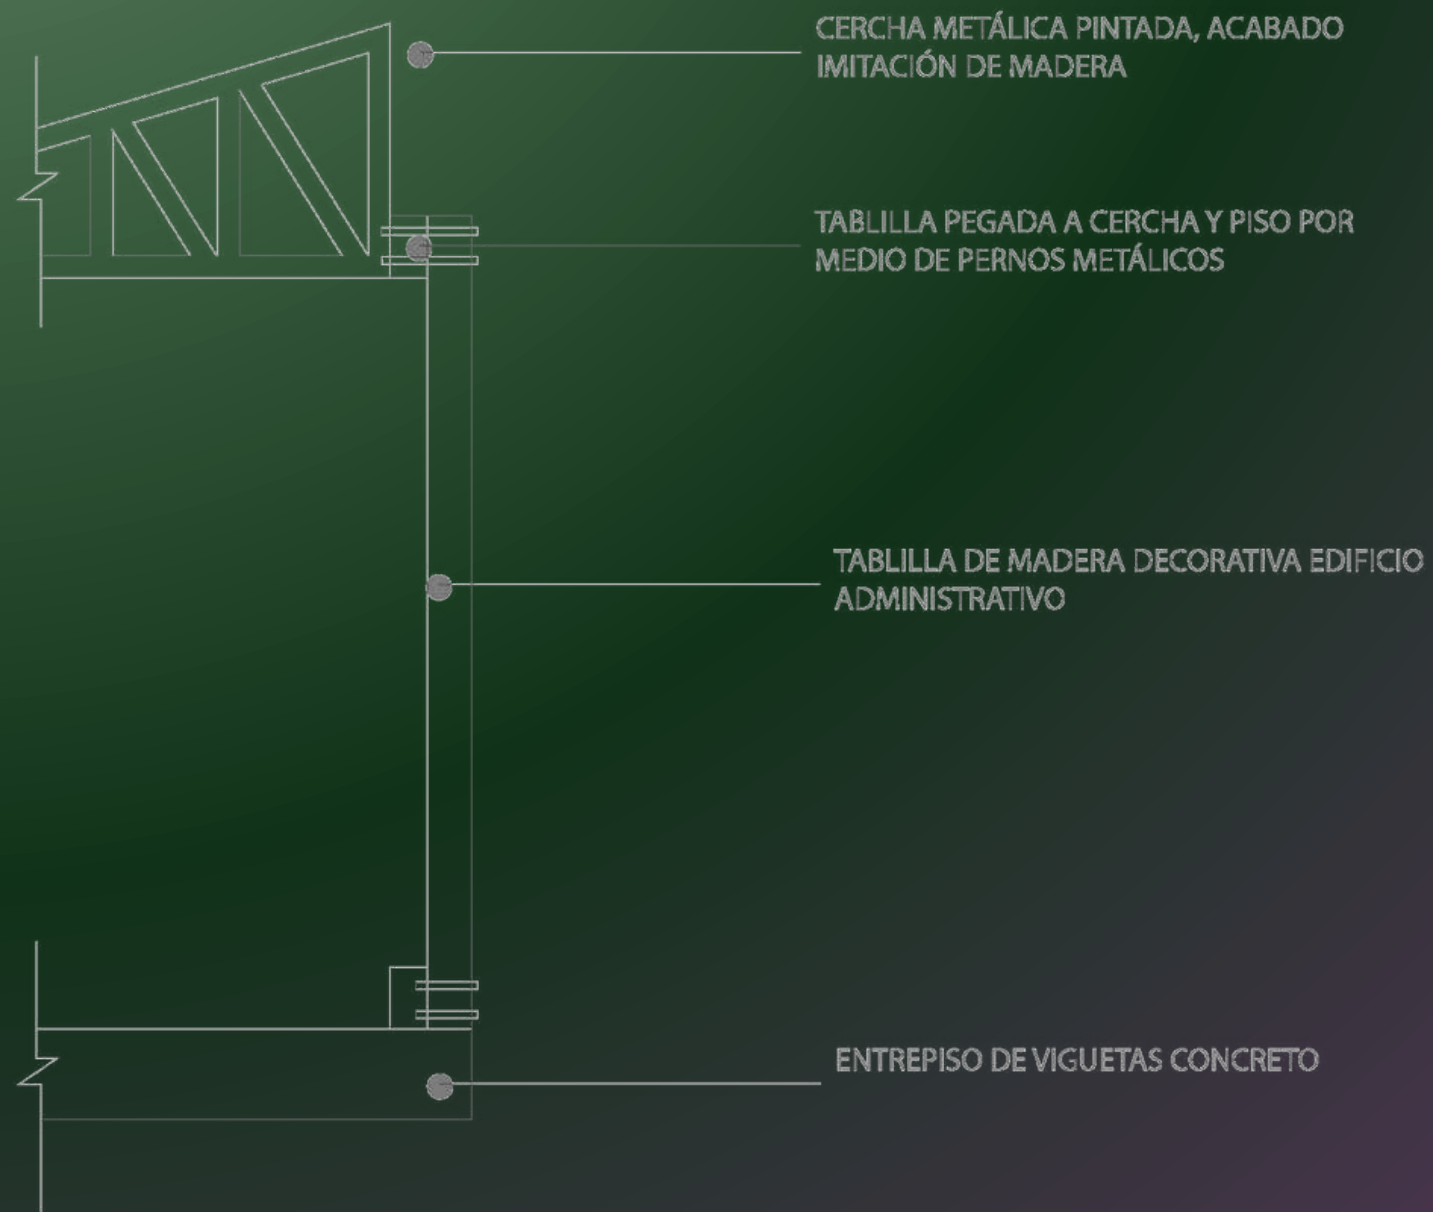 CERCHA METÁLICA PINTADA, ACABADO
IMITACIÓN DE MADERA
TABLILLA PEGADA A CERCHA Y PISO POR
MEDIO DE PERNOS METÁLICOS
TABLILLA DE MADERA DECORATIVA EDIFICIO
ADMINISTRATIVO
ENTREPISO DE VIGUETAS CONCRETO